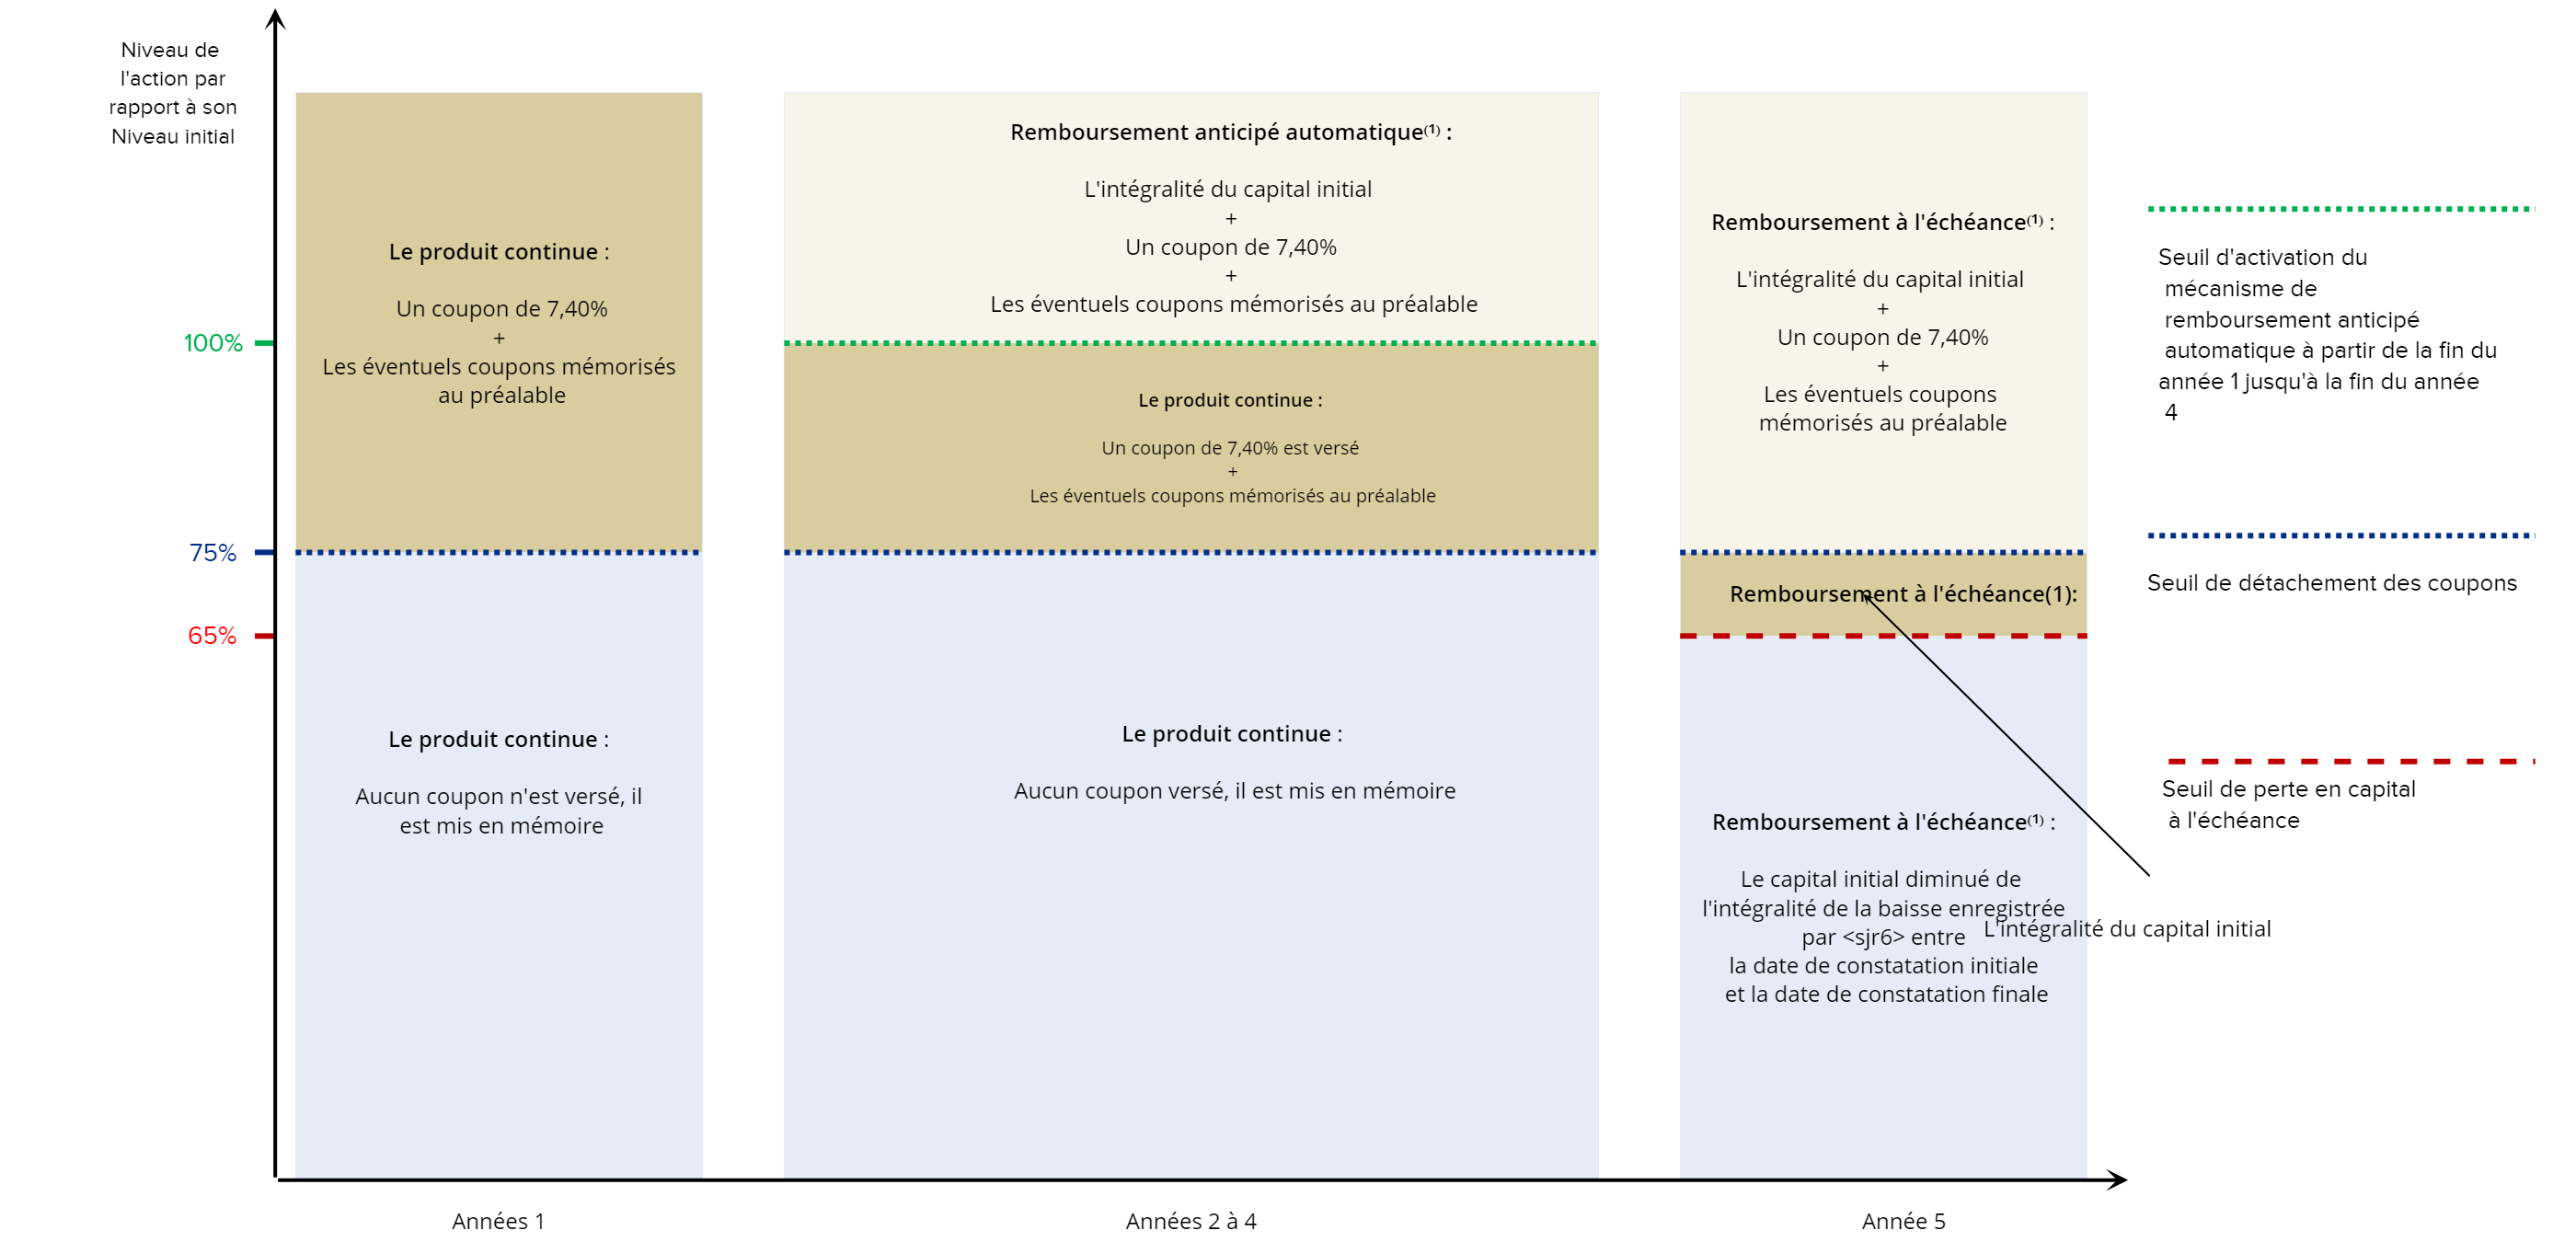 Niveau de
l'action par
rapport à son
Niveau initial
100%
75%
65%
Le produit continue :
Un coupon de 7,40%
+
Les éventuels coupons mémorisés
au préalable
Le produit continue :
Aucun coupon n'est versé, il
est mis en mémoire
Remboursement anticipé automatique(1) :
L'intégralité du capital initial
+
Un coupon de 7,40%
+
Les éventuels coupons mémorisés au préalable
Le produit continue :
Un coupon de 7,40% est versé
+
Les éventuels coupons mémorisés au préalable
Le produit continue :
Aucun coupon versé, il est mis en mémoire
Remboursement à l'échéance(1) :
L'intégralité du capital initial
+
Un coupon de 7,40%
+
Les éventuels coupons
mémorisés au préalable
Remboursement à l'échéance(1):
Remboursement à l'échéance(1) :
Le capital initial diminué de
l'intégralité de la baisse enregistrée
par <sjr6> entre
la date de constatation initiale
et la date de constatation finale
L'intégralité du capital initial
Seuil d'activation du
mécanisme de
remboursement anticipé
automatique à partir de la fin du
année 1 jusqu'à la fin du année
4
Seuil de détachement des coupons
Seuil de perte en capital
à l'échéance
Années 1
Années 2 à 4
Année 5